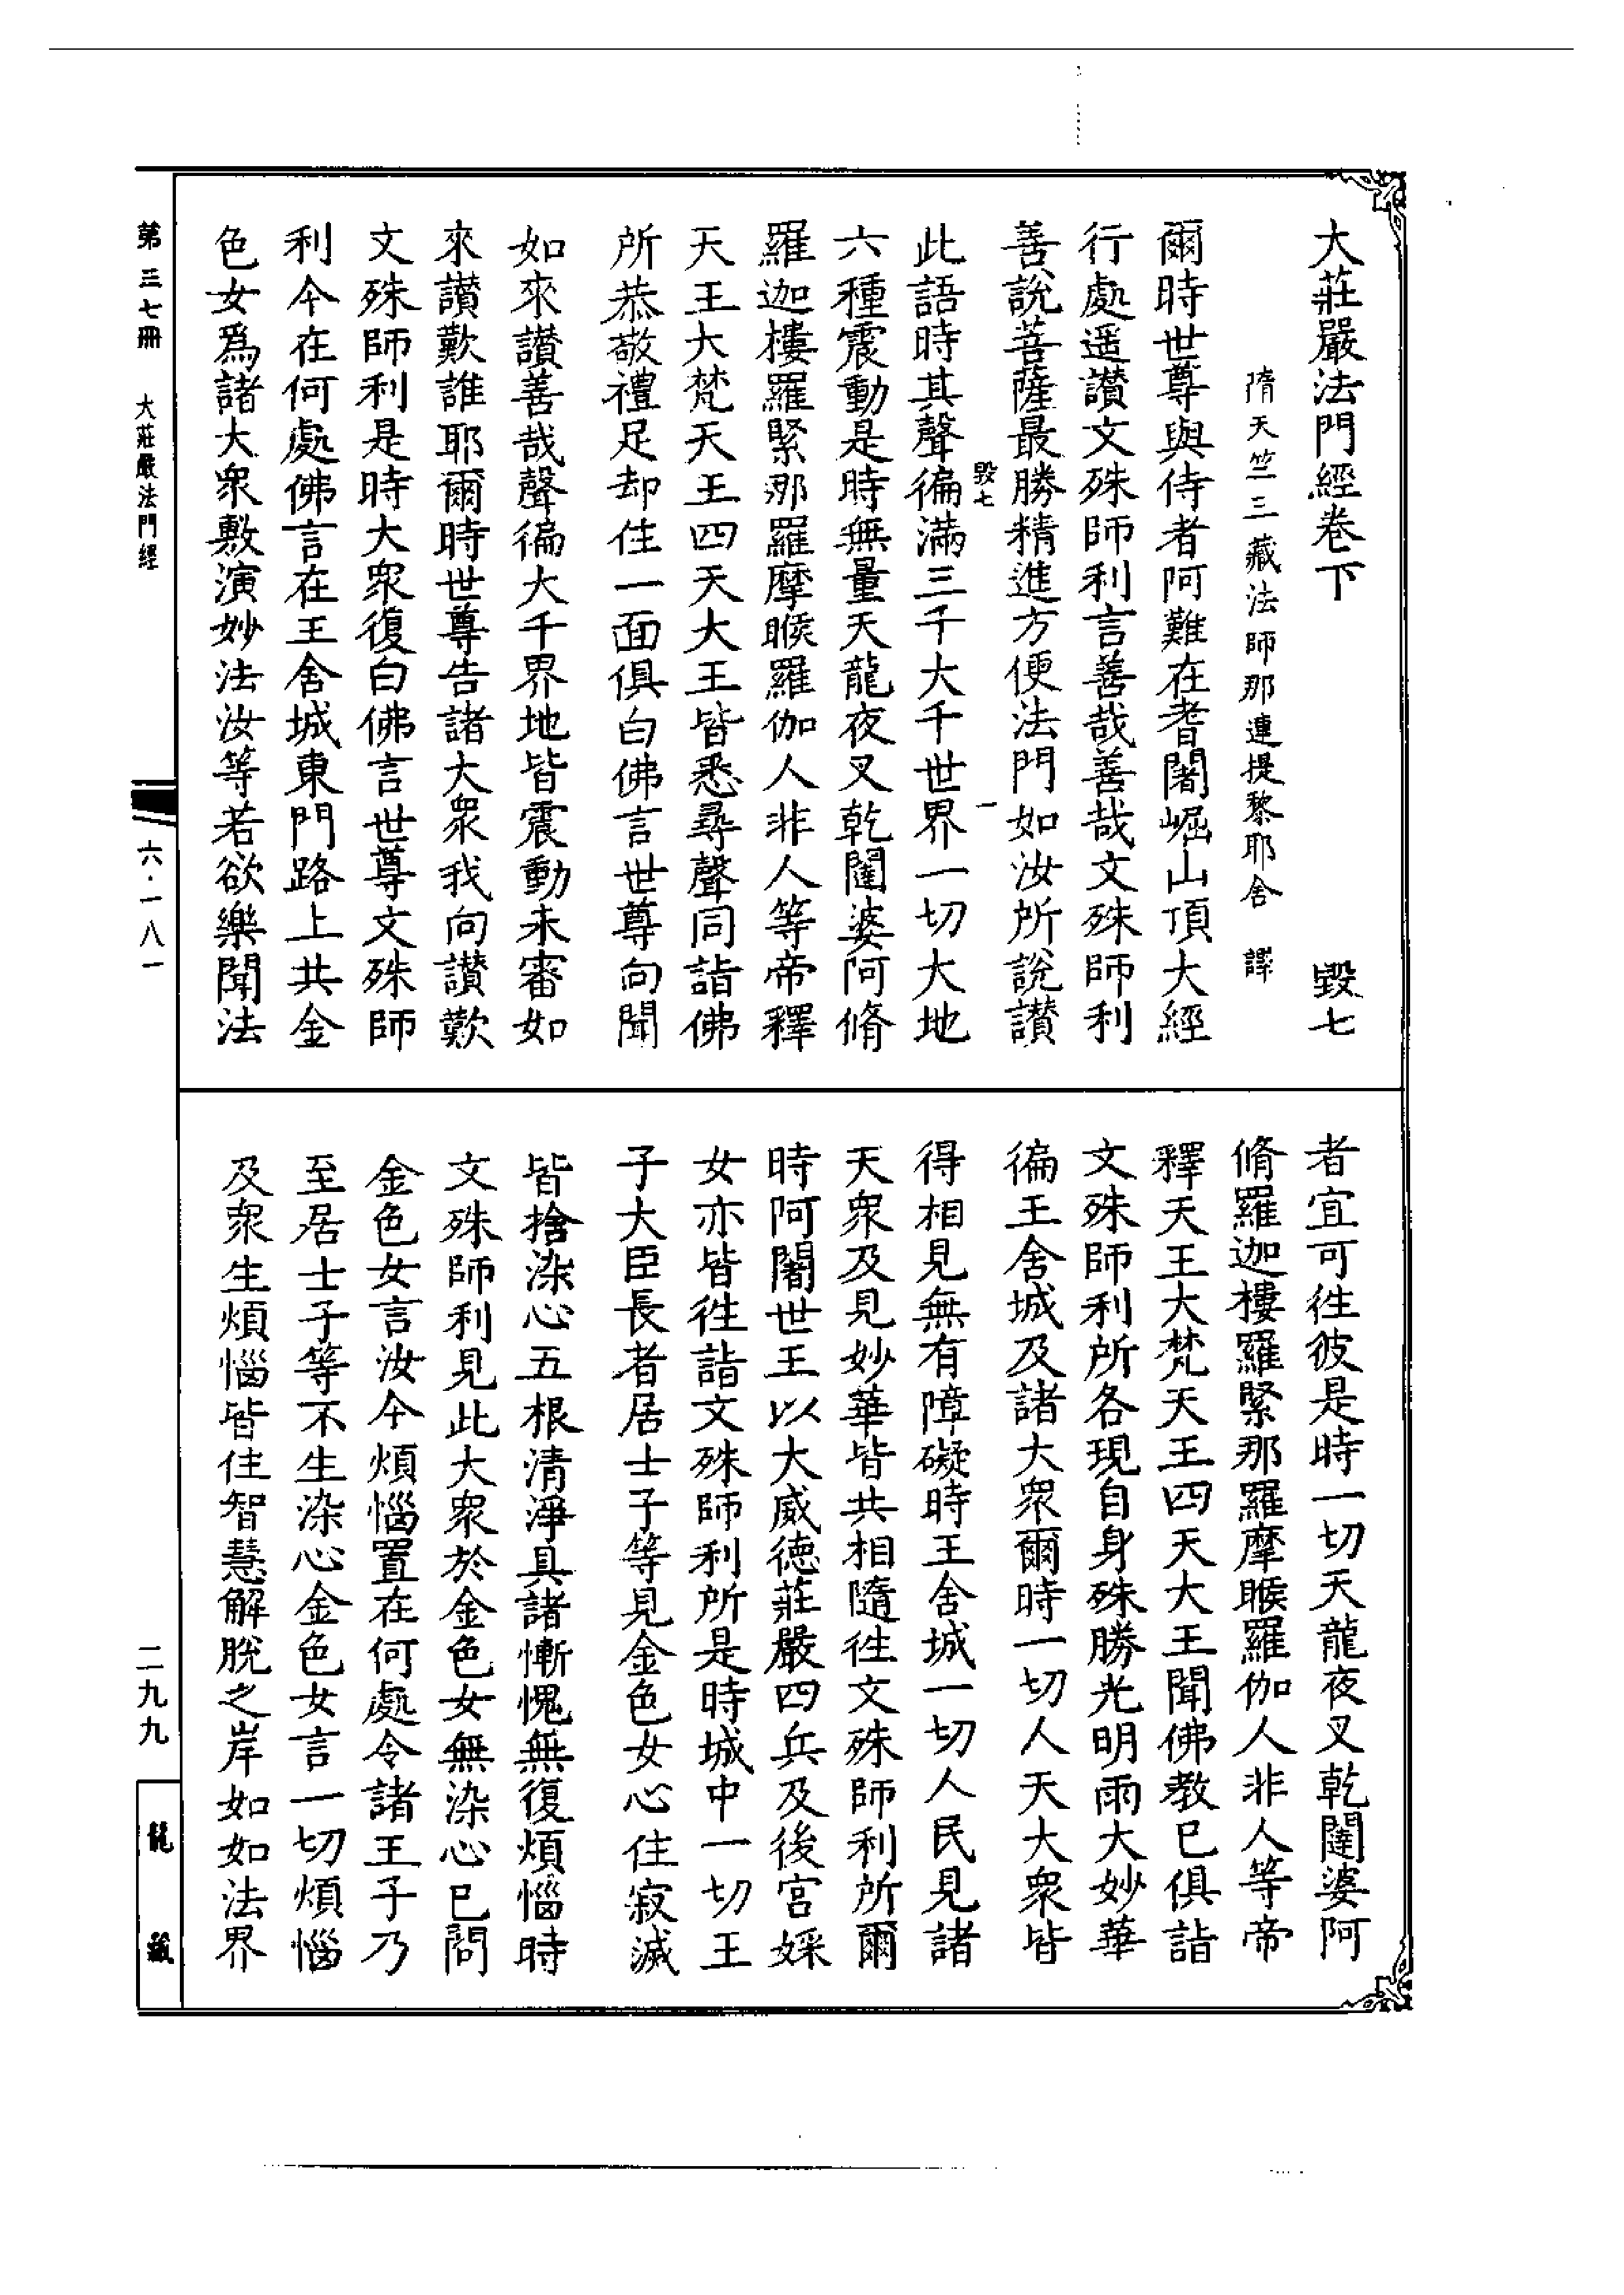 大莊嚴法門經卷下　毀七
隋天竺三藏法師那連提黎耶舍　譯
爾時世尊與侍者阿難在耆闍崛山頂大經
行處遥讃文殊師利言善哉善哉文殊師利
善說菩薩最勝精進方便法門如汝所說讃
毀七　一
此語時其聲徧滿三千大千世界一切大地
六種震動是時無量天龍夜叉乾闥婆阿脩
羅迦樓羅緊那羅摩睺羅伽人非人等帝釋
天王大梵天王四天大王皆悉尋聲同詣佛
所恭敬禮足却住一面俱白佛言世尊向聞
如來讃善哉聲徧大千界地皆震動未審如
來讃歎誰耶爾時世尊告諸大衆我向讃歎
文殊師利是時大衆復白佛言世尊文殊師
利今在何處佛言在王舍城東門路上共金
色女爲諸大衆敷演妙法汝等若欲樂聞法
者宜可徃彼是時一切天龍夜叉乾闥婆阿
脩羅迦樓羅緊那羅摩睺羅伽人非人等帝
釋天王大梵天王四天大王聞佛教已俱詣
文殊師利所各現自身殊勝光明雨大妙華
徧王舍城及諸大衆爾時一切人天大衆皆
得相見無有障礙時王舍城一切人民見諸
天衆及見妙華皆共相隨徃文殊師利所爾
時阿闍世王以大威德莊嚴四兵及後宮婇
女亦皆徃詣文殊師利所是時城中一切王
子大臣長者居士子等見金色女心住寂滅
皆捨染心五根清淨具諸慚愧無復煩惱時
文殊師利見此大衆於金色女無染心已問
金色女言汝今煩惱置在何處令諸王子乃
至居士子等不生染心金色女言一切煩惱
及衆生煩惱皆住智慧解脫之岸如如法界
第三七冊　大莊嚴法門經
六·一八一
二九九
龍藏